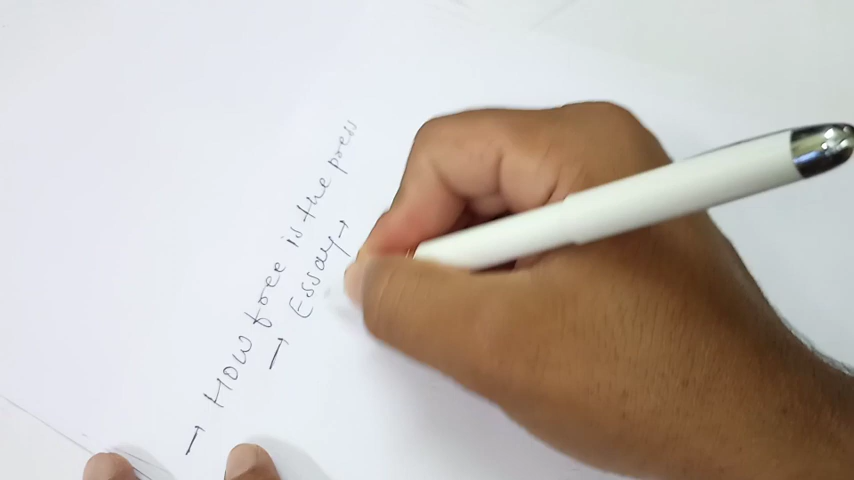 → How free is the press
→ Essay →